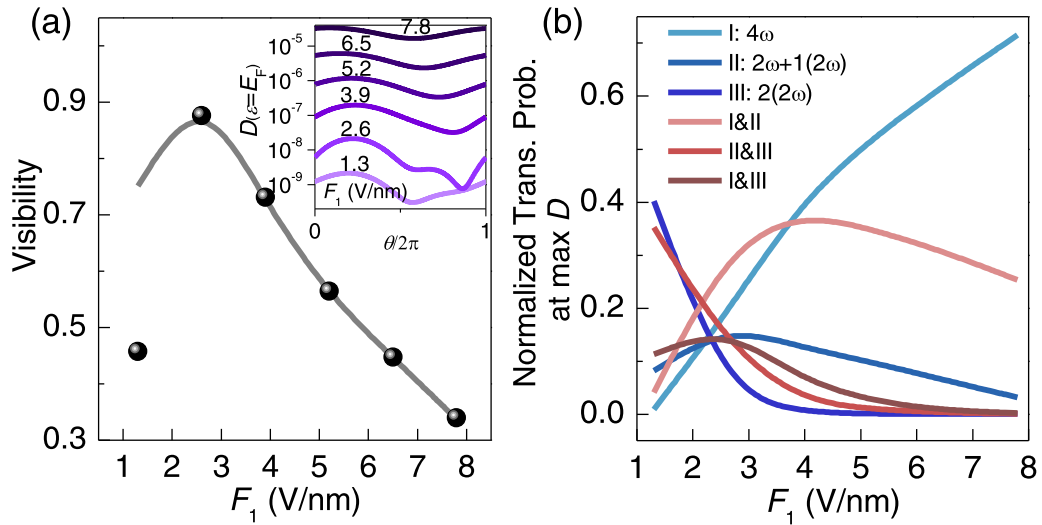 (a)
Visibility
0.9
0.7
0.5
0.3
1
2
3
4
5
6
7
8
F₁ (V/nm)
D(ε=E_F)
10⁻⁵
10⁻⁶
10⁻⁷
10⁻⁸
10⁻⁹
7.8
6.5
5.2
3.9
2.6
1.3
F₁ (V/nm)
0
1
θ/2π
(b)
Normalized Trans. Prob.
at max D
0.6
0.4
0.2
0.0
I: 4ω
II: 2ω+1(2ω)
III: 2(2ω)
I&II
II&III
I&III
1
2
3
4
5
6
7
8
F₁ (V/nm)